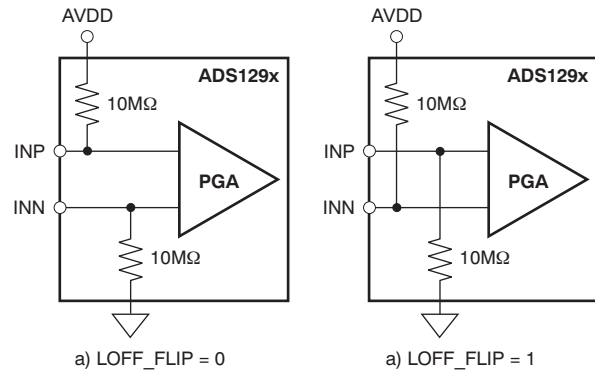 AVDD
ADS129x
10MΩ
INP
PGA
INN
10MΩ
a) LOFF_FLIP = 0
AVDD
ADS129x
10MΩ
INP
PGA
INN
10MΩ
a) LOFF_FLIP = 1